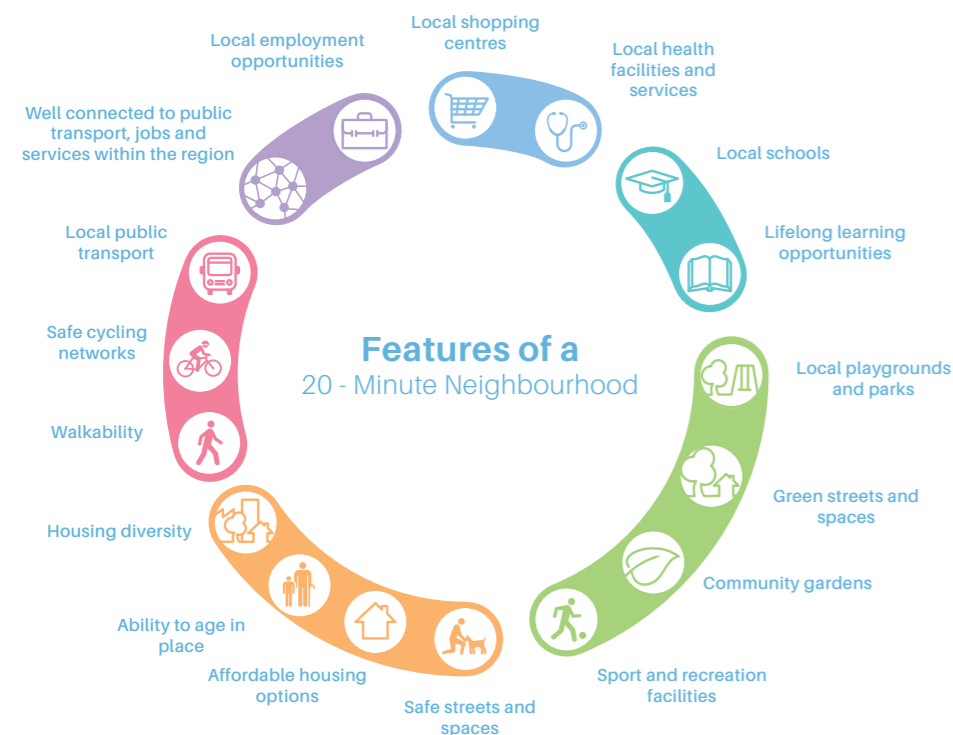 Features of a
20 - Minute Neighbourhood
Local shopping
centres
Local health
facilities and
services
Local schools
Lifelong learning
opportunities
Local playgrounds
and parks
Green streets and
spaces
Community gardens
Sport and recreation
facilities
Safe streets and
spaces
Affordable housing
options
Ability to age in
place
Housing diversity
Walkability
Safe cycling
networks
Local public
transport
Well connected to public
transport, jobs and
services within the region
Local employment
opportunities